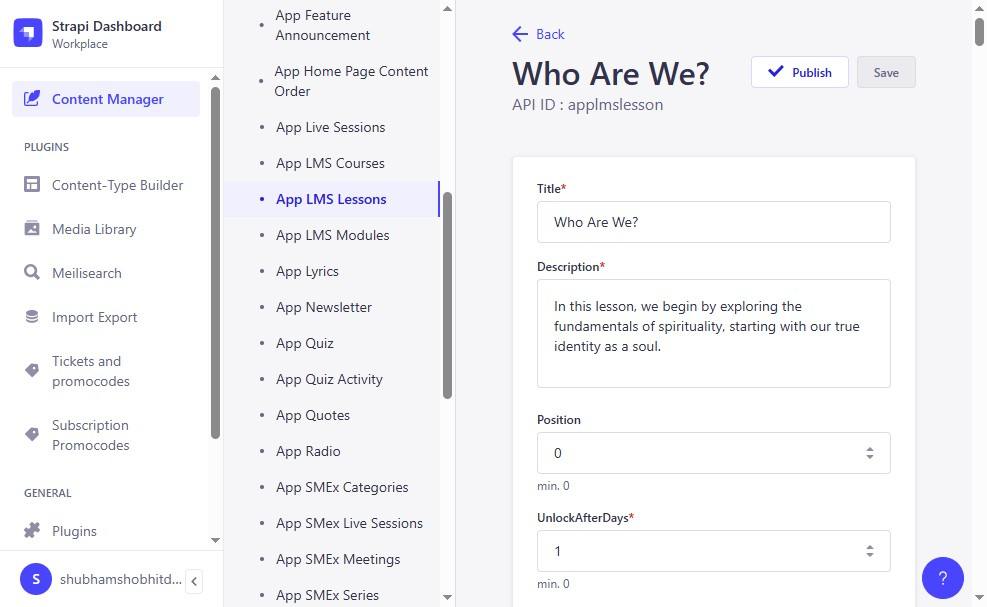 Strapi Dashboard
Workplace
Content Manager
PLUGINS
Content-Type Builder
Media Library
Meilisearch
Import Export
Tickets and
promocodes
Subscription
Promocodes
GENERAL
Plugins
S
shubhamshobhitd...
App Feature
Announcement
App Home Page Content
Order
App Live Sessions
App LMS Courses
App LMS Lessons
App LMS Modules
App Lyrics
App Newsletter
App Quiz
App Quiz Activity
App Quotes
App Radio
App SMEx Categories
App SMex Live Sessions
App SMEx Meetings
App SMEx Series
Back
Who Are We?
Publish
Save
API ID : applmslesson
Title*
Who Are We?
Description*
In this lesson, we begin by exploring the
fundamentals of spirituality, starting with our true
identity as a soul.
Position
0
min. 0
UnlockAfterDays*
1
min. 0
?